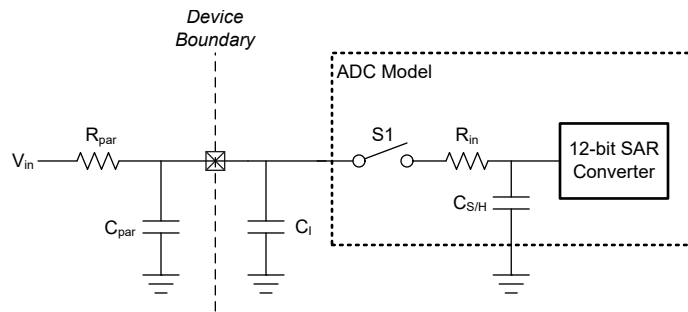 Device
Boundary
ADC Model
R_par
S1
R_in
V_in
12-bit SAR
Converter
C_par
C_I
C_S/H